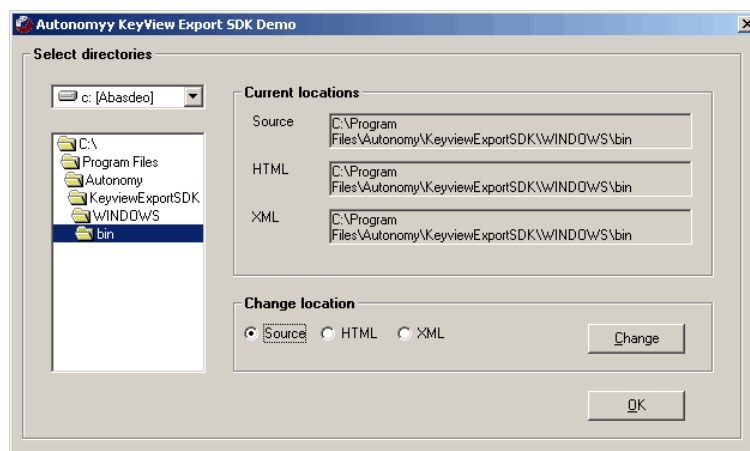 Autonomyy KeyView Export SDK Demo
Select directories
c: [Abasdeo]
C:\
Program Files
Autonomy
KeyviewExportSDK
WINDOWS
bin
Current locations
Source
C:\Program
Files\Autonomy\KeyviewExportSDK\WINDOWS\bin
HTML
C:\Program
Files\Autonomy\KeyviewExportSDK\WINDOWS\bin
XML
C:\Program
Files\Autonomy\KeyviewExportSDK\WINDOWS\bin
Change location
Source HTML XML
Change
OK